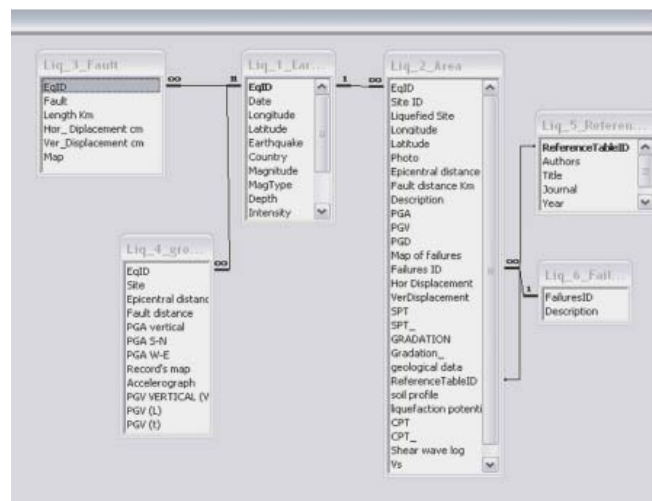 Liq_3_Fault
EqID
Fault
Length Km
Hor_ Diplacement cm
Ver_Displacement cm
Map
Liq_1_Ear...
EqID
Date
Longitude
Latitude
Earthquake
Country
Magnitude
MagType
Depth
Intensity
Liq_2_Area
EqID
Site ID
Liquefied Site
Longitude
Latitude
Photo
Epicentral distance
Fault distance Km
Description
PGA
PGV
PGD
Map of failures
Failures ID
Hor Displacement
VerDisplacement
SPT
SPT_
GRADATION
Gradation_
geological data
ReferenceTableID
soil profile
liquefaction potenti
CPT
CPT_
Shear wave log
Vs
Liq_5_Referen...
ReferenceTableID
Authors
Title
Journal
Year
Liq_4_gro...
EqID
Site
Epicentral distanc
Fault distance
PGA vertical
PGA S-N
PGA W-E
Record's map
Accelerograph
PGV VERTICAL (V
PGV (L)
PGV (t)
Liq_6_Fail...
FailuresID
Description
∞
1
1
∞
∞
∞
1